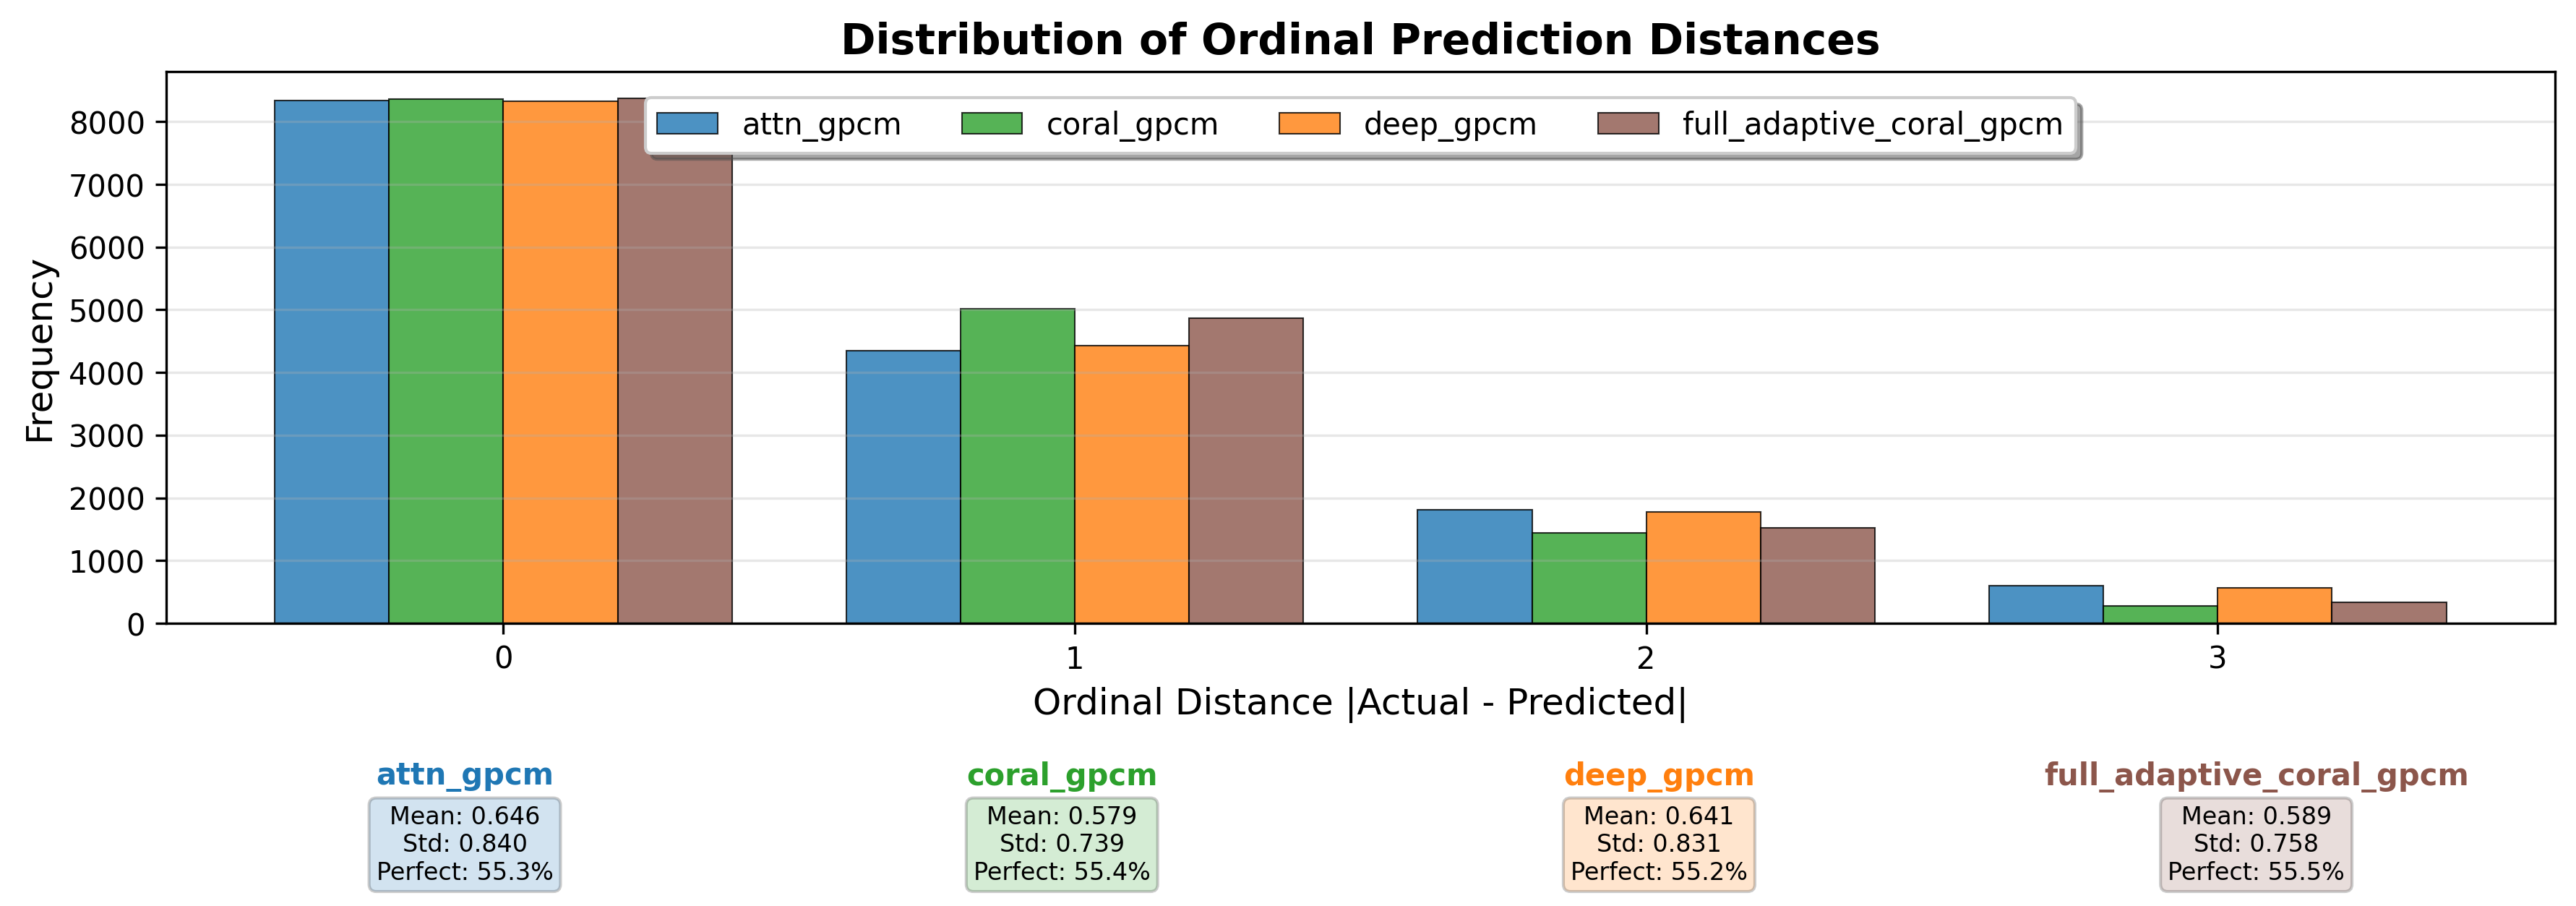 Distribution of Ordinal Prediction Distances
attn_gpcm coral_gpcm deep_gpcm full_adaptive_coral_gpcm
Frequency
8000
7000
6000
5000
4000
3000
2000
1000
0
0 1 2 3
Ordinal Distance |Actual - Predicted|
attn_gpcm
Mean: 0.646
Std: 0.840
Perfect: 55.3%
coral_gpcm
Mean: 0.579
Std: 0.739
Perfect: 55.4%
deep_gpcm
Mean: 0.641
Std: 0.831
Perfect: 55.2%
full_adaptive_coral_gpcm
Mean: 0.589
Std: 0.758
Perfect: 55.5%